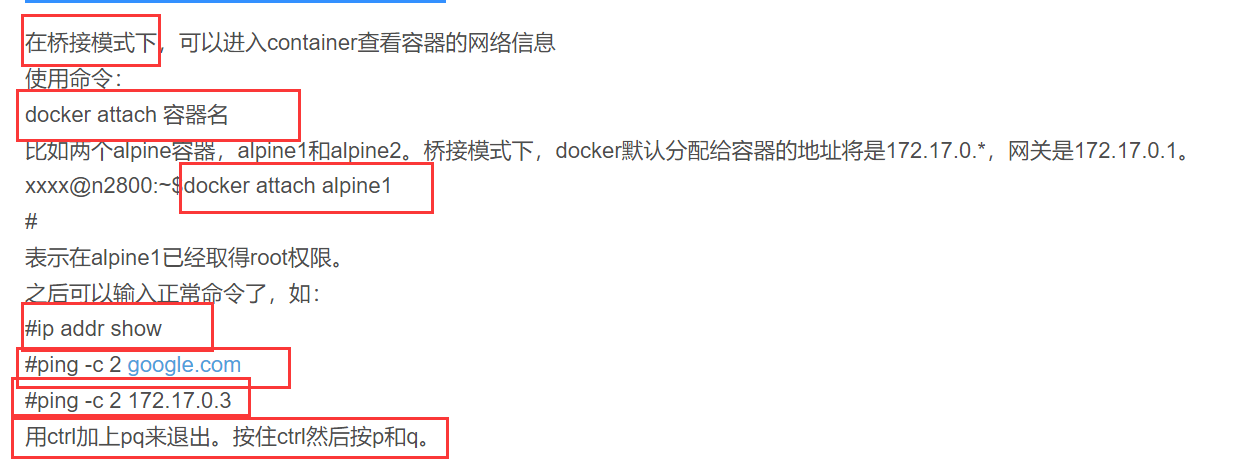 在桥接模式下，可以进入container查看容器的网络信息
使用命令：
docker attach 容器名
比如两个alpine容器，alpine1和alpine2。桥接模式下，docker默认分配给容器的地址将是172.17.0.*，网关是172.17.0.1。
xxxx@n2800:~$docker attach alpine1
#
表示在alpine1已经取得root权限。
之后可以输入正常命令了，如：
#ip addr show
#ping -c 2 google.com
#ping -c 2 172.17.0.3
用ctrl加上pq来退出。按住ctrl然后按p和q。